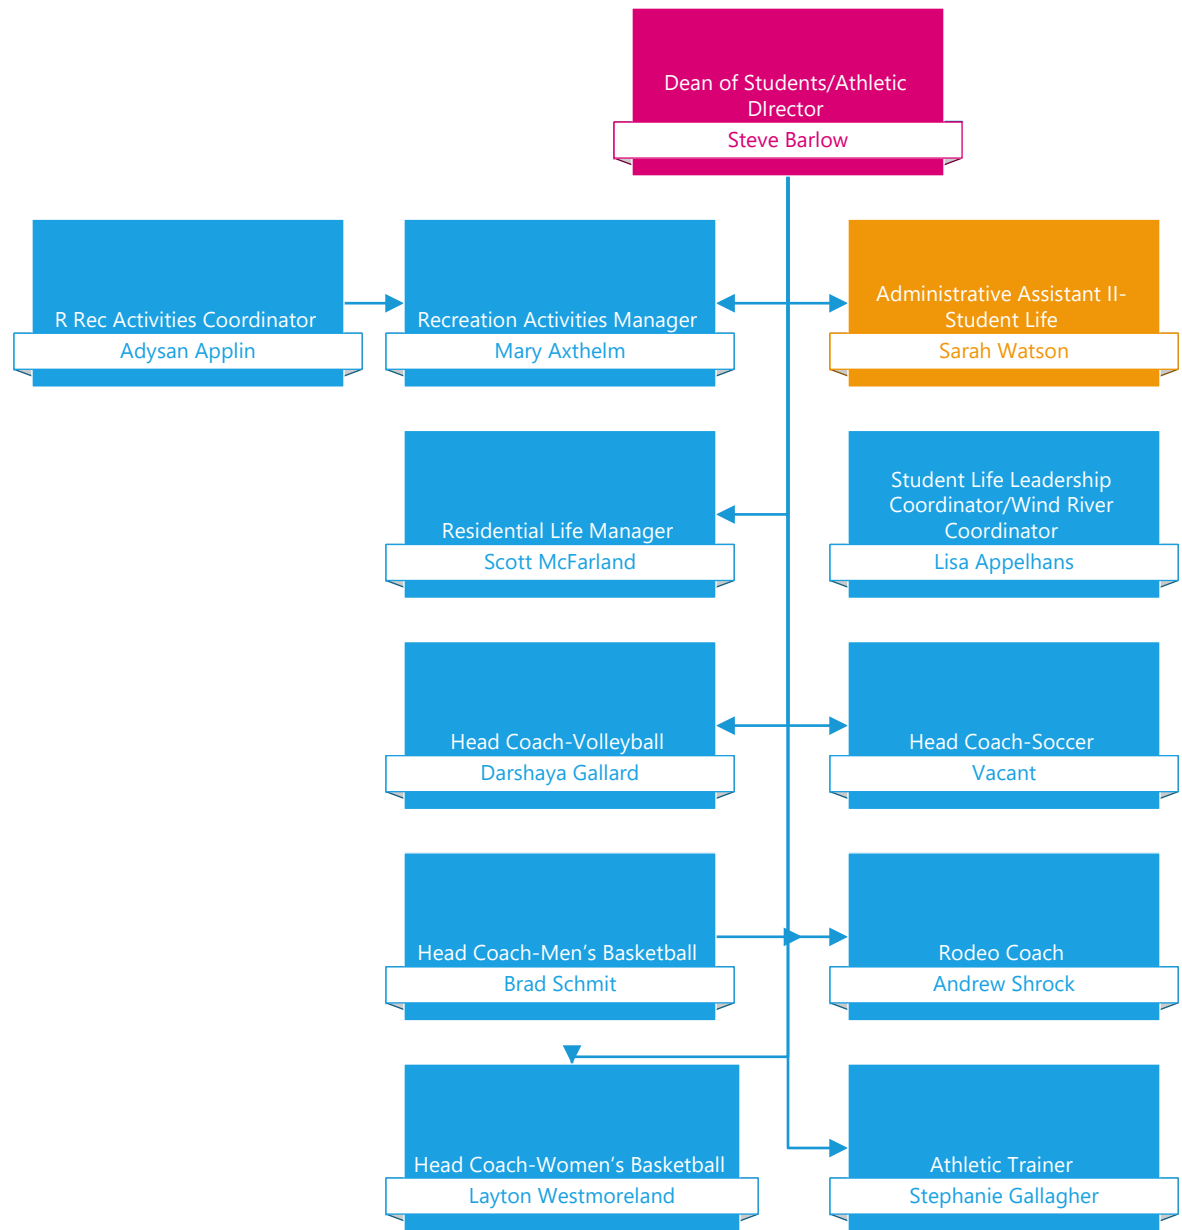 Dean of Students/Athletic
DIrector
Steve Barlow
R Rec Activities Coordinator
Adysan Applin
Recreation Activities Manager
Mary Axthelm
Administrative Assistant II-
Student Life
Sarah Watson
Residential Life Manager
Scott McFarland
Student Life Leadership
Coordinator/Wind River
Coordinator
Lisa Appelhans
Head Coach-Volleyball
Darshaya Gallard
Head Coach-Soccer
Vacant
Head Coach-Men’s Basketball
Brad Schmit
Rodeo Coach
Andrew Shrock
Head Coach-Women’s Basketball
Layton Westmoreland
Athletic Trainer
Stephanie Gallagher